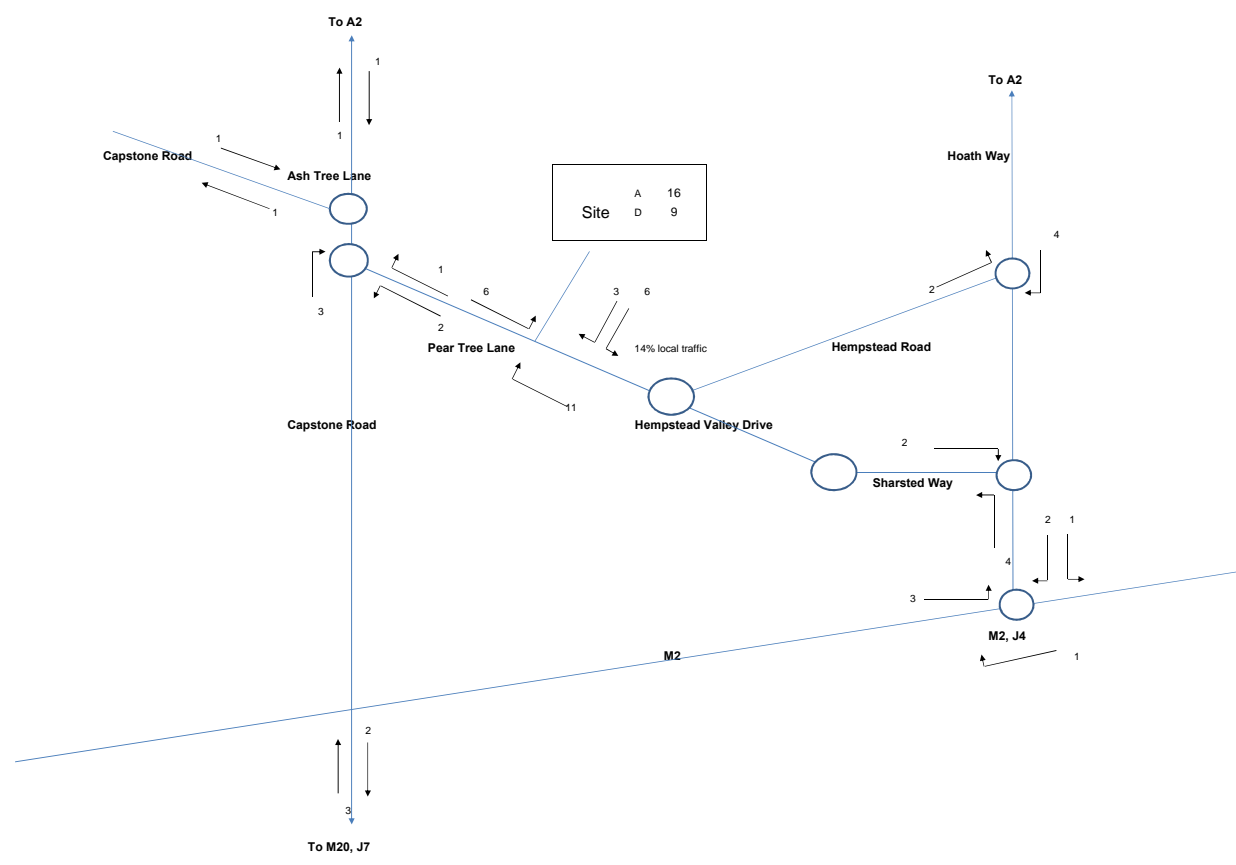 To A2
1
To A2
1
1
Capstone Road
Hoath Way
Ash Tree Lane
A 16
Site D 9
1
4
1
6
3 6
2
3
2
Pear Tree Lane
14% local traffic
Hempstead Road
11
Capstone Road
Hempstead Valley Drive
2
Sharsted Way
2 1
4
3
M2, J4
M2
1
2
3
To M20, J7